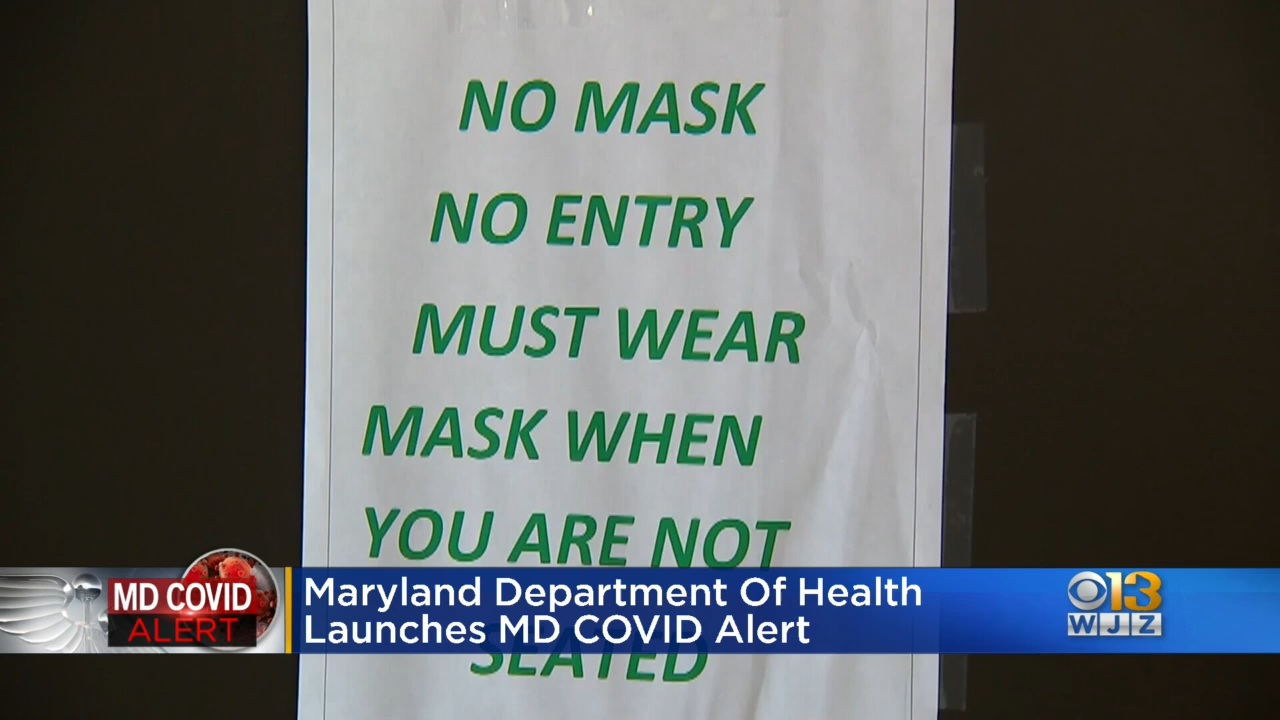 NO MASK
NO ENTRY
MUST WEAR
MASK WHEN
YOU ARE NOT
SEATED
MD COVID
ALERT
Maryland Department Of Health
Launches MD COVID Alert
13
WJZ